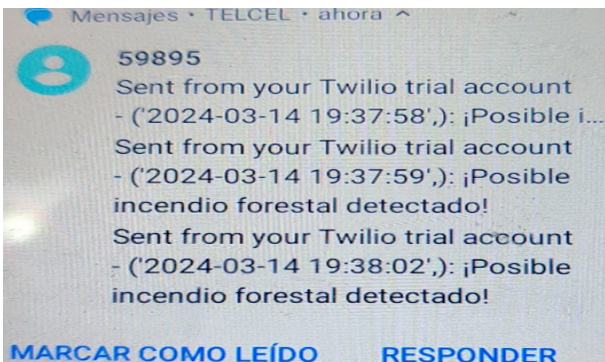 Mensajes • TELCEL • ahora ^
59895
Sent from your Twilio trial account
- ('2024-03-14 19:37:58',): ¡Posible i...
Sent from your Twilio trial account
- ('2024-03-14 19:37:59',): ¡Posible
incendio forestal detectado!
Sent from your Twilio trial account
- ('2024-03-14 19:38:02',): ¡Posible
incendio forestal detectado!
MARCAR COMO LEÍDO RESPONDER